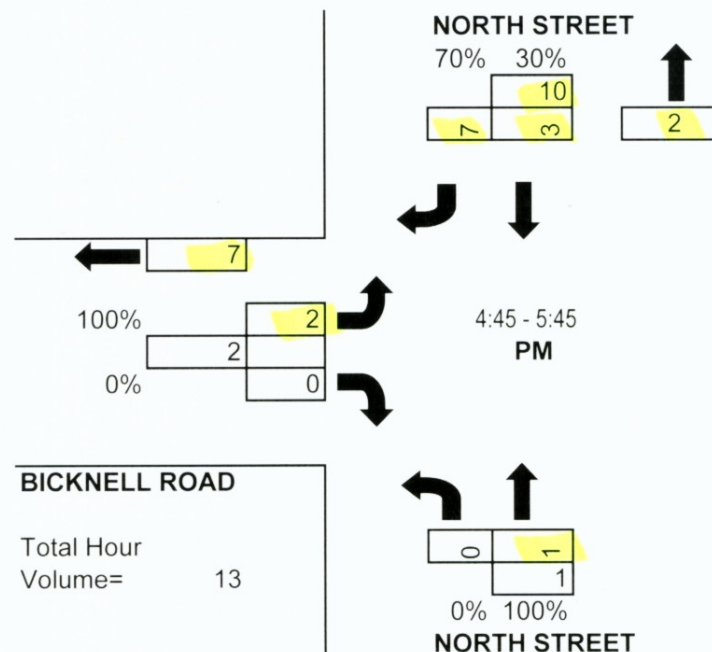 NORTH STREET
70% 30%
10
7 3 2
7
100% 2
2
0% 0
4:45 - 5:45
PM
BICKNELL ROAD
Total Hour
Volume= 13
0 1
1
0% 100%
NORTH STREET